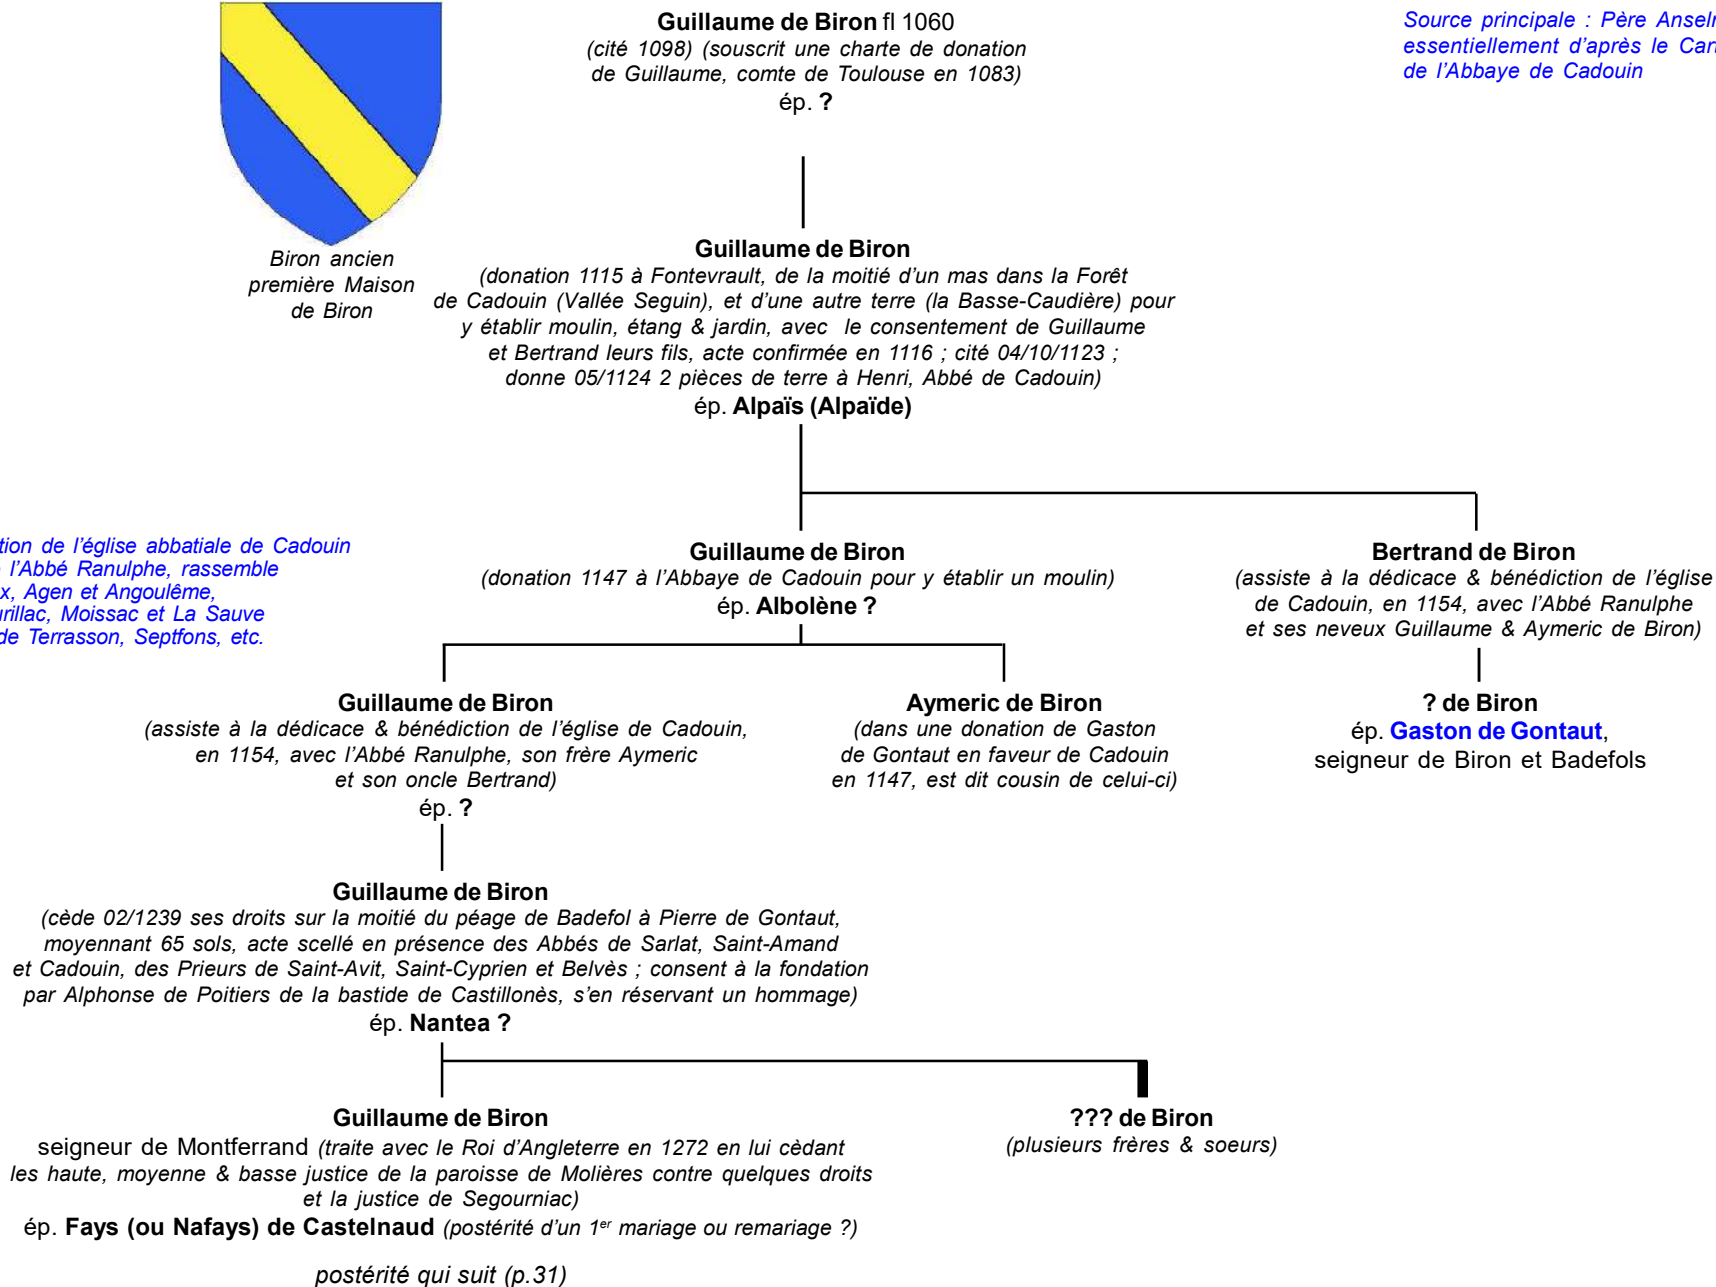 Guillaume de Biron fl 1060
(cité 1098) (souscrit une charte de donation
de Guillaume, comte de Toulouse en 1083)
ép. ?
Source principale : Père Anselm
essentiellement d'après le Car
de l'Abbaye de Cadouin
Biron ancien
première Maison
de Biron
Guillaume de Biron
(donation 1115 à Fontevrault, de la moitié d'un mas dans la Forêt
de Cadouin (Vallée Seguin), et d'une autre terre (la Basse-Caudière) pour
y établir moulin, étang & jardin, avec le consentement de Guillaume
et Bertrand leurs fils, acte confirmée en 1116 ; cité 04/10/1123 ;
donne 05/1124 2 pièces de terre à Henri, Abbé de Cadouin)
ép. Alpaïs (Alpaïde)
tion de l'église abbatiale de Cadouin
l'Abbé Ranulphe, rassemble
x, Agen et Angoulême,
urillac, Moissac et La Sauve
de Terrasson, Septfons, etc.
Guillaume de Biron
(donation 1147 à l'Abbaye de Cadouin pour y établir un moulin)
ép. Albolène ?
Bertrand de Biron
(assiste à la dédicace & bénédiction de l'église
de Cadouin, en 1154, avec l'Abbé Ranulphe
et ses neveux Guillaume & Aymeric de Biron)
Guillaume de Biron
(assiste à la dédicace & bénédiction de l'église de Cadouin,
en 1154, avec l'Abbé Ranulphe, son frère Aymeric
et son oncle Bertrand)
ép. ?
Aymeric de Biron
(dans une donation de Gaston
de Gontaut en faveur de Cadouin
en 1147, est dit cousin de celui-ci)
? de Biron
ép. Gaston de Gontaut,
seigneur de Biron et Badefols
Guillaume de Biron
(cède 02/1239 ses droits sur la moitié du péage de Badefol à Pierre de Gontaut,
moyennant 65 sols, acte scellé en présence des Abbés de Sarlat, Saint-Amand
et Cadouin, des Prieurs de Saint-Avit, Saint-Cyprien et Belvès ; consent à la fondation
par Alphonse de Poitiers de la bastide de Castillonès, s'en réservant un hommage)
ép. Nantea ?
Guillaume de Biron
seigneur de Montferrand (traite avec le Roi d'Angleterre en 1272 en lui cèdant
les haute, moyenne & basse justice de la paroisse de Molières contre quelques droits
et la justice de Segourniac)
ép. Fays (ou Nafays) de Castelnaud (postérité d'un 1er mariage ou remariage ?)
??? de Biron
(plusieurs frères & soeurs)
postérité qui suit (p.31)